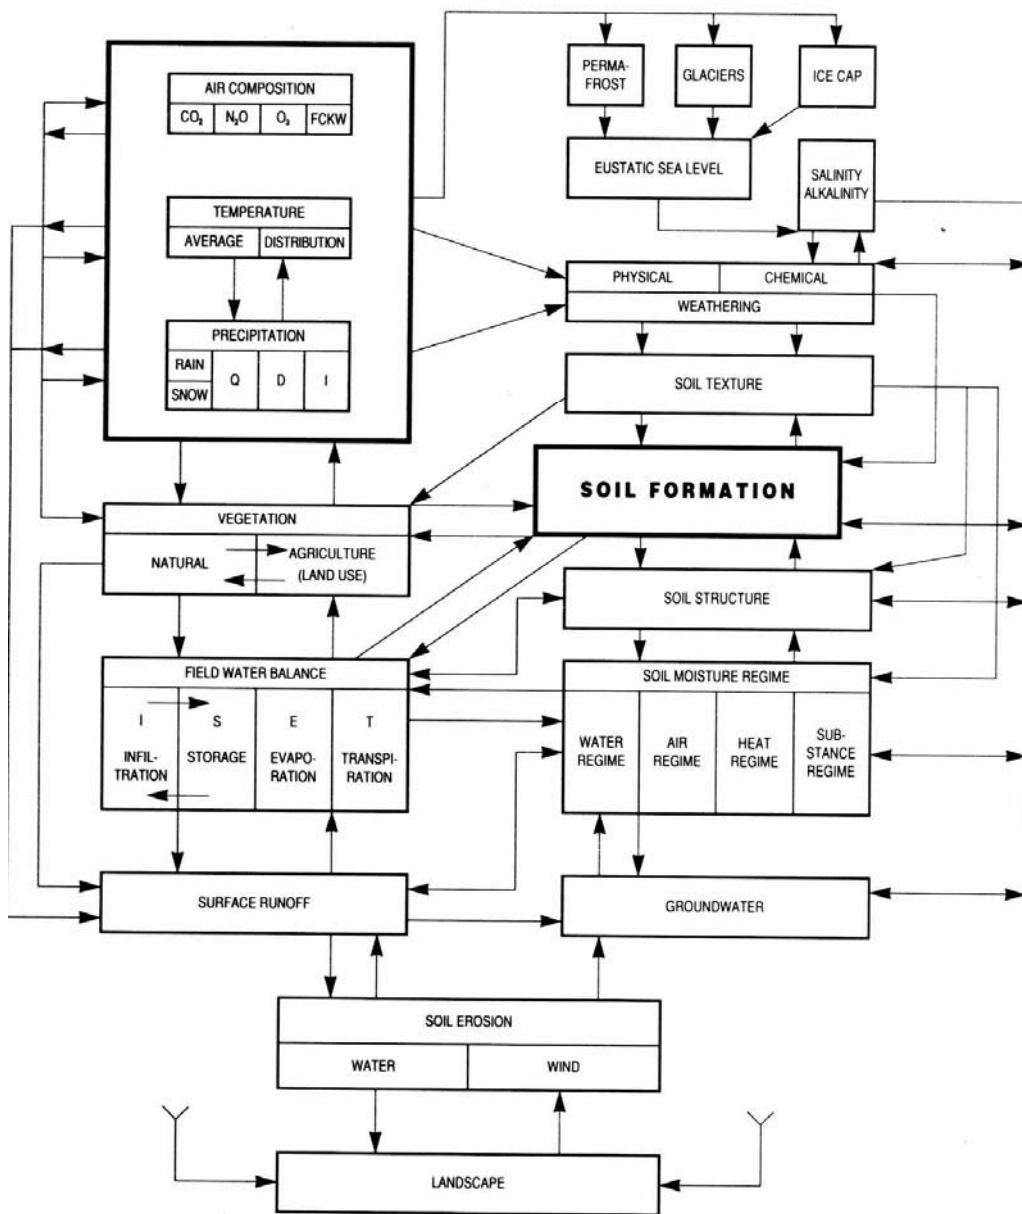 AIR COMPOSITION
CO₂ N₂O O₃ FCKW
TEMPERATURE
AVERAGE DISTRIBUTION
PRECIPITATION
RAIN
SNOW
Q D I
PERMA-
FROST
GLACIERS
ICE CAP
EUSTATIC SEA LEVEL
SALINITY
ALKALINITY
PHYSICAL CHEMICAL
WEATHERING
SOIL TEXTURE
SOIL FORMATION
VEGETATION
NATURAL
AGRICULTURE
(LAND USE)
SOIL STRUCTURE
FIELD WATER BALANCE
I S E T
INFIL-
TRATION
STORAGE
EVAPO-
RATION
TRANSPI-
RATION
SOIL MOISTURE REGIME
WATER
REGIME
AIR
REGIME
HEAT
REGIME
SUB-
STANCE
REGIME
SURFACE RUNOFF
GROUNDWATER
SOIL EROSION
WATER WIND
LANDSCAPE